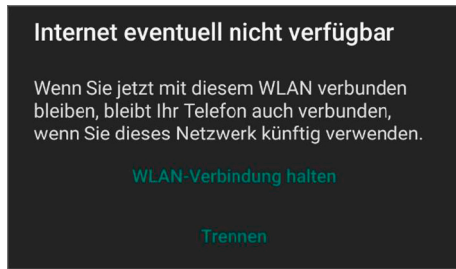 Internet eventuell nicht verfügbar
Wenn Sie jetzt mit diesem WLAN verbunden
bleiben, bleibt Ihr Telefon auch verbunden,
wenn Sie dieses Netzwerk künftig verwenden.
WLAN-Verbindung halten
Trennen